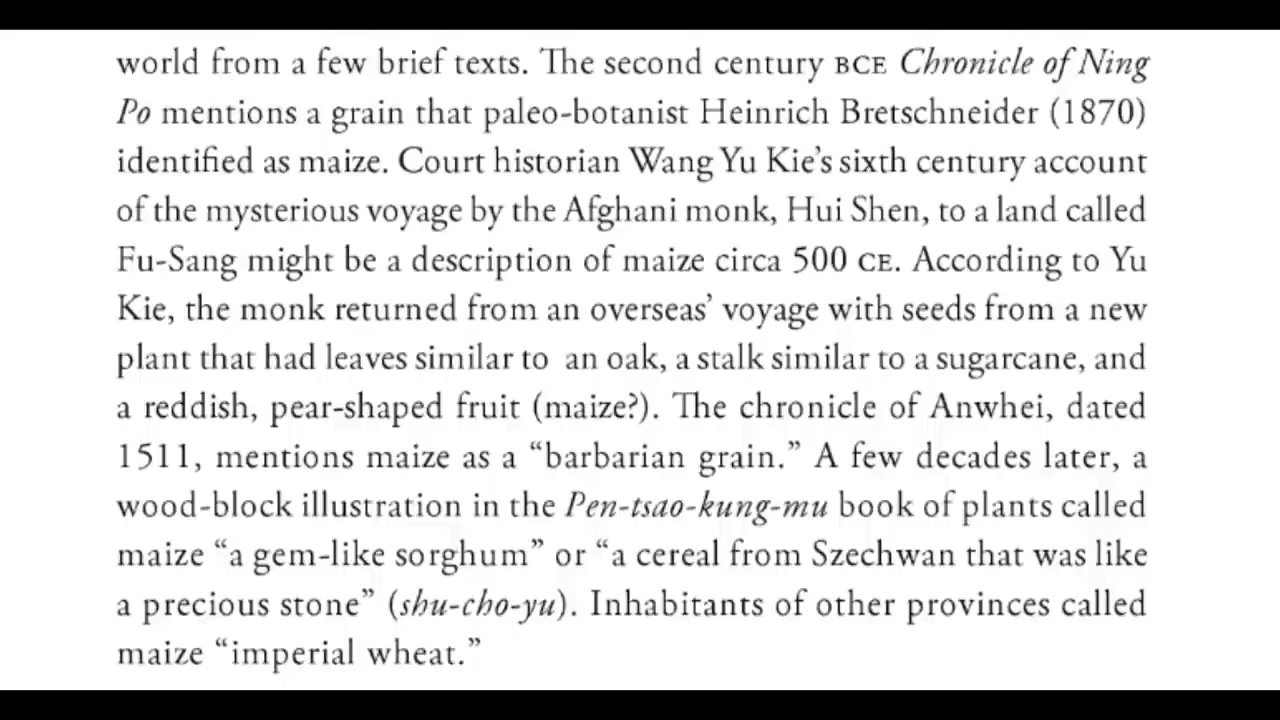 world from a few brief texts. The second century BCE Chronicle of Ning
Po mentions a grain that paleo-botanist Heinrich Bretschneider (1870)
identified as maize. Court historian Wang Yu Kie’s sixth century account
of the mysterious voyage by the Afghani monk, Hui Shen, to a land called
Fu-Sang might be a description of maize circa 500 CE. According to Yu
Kie, the monk returned from an overseas’ voyage with seeds from a new
plant that had leaves similar to an oak, a stalk similar to a sugarcane, and
a reddish, pear-shaped fruit (maize?). The chronicle of Anwhei, dated
1511, mentions maize as a “barbarian grain.” A few decades later, a
wood-block illustration in the Pen-tsao-kung-mu book of plants called
maize “a gem-like sorghum” or “a cereal from Szechwan that was like
a precious stone” (shu-cho-yu). Inhabitants of other provinces called
maize “imperial wheat.”